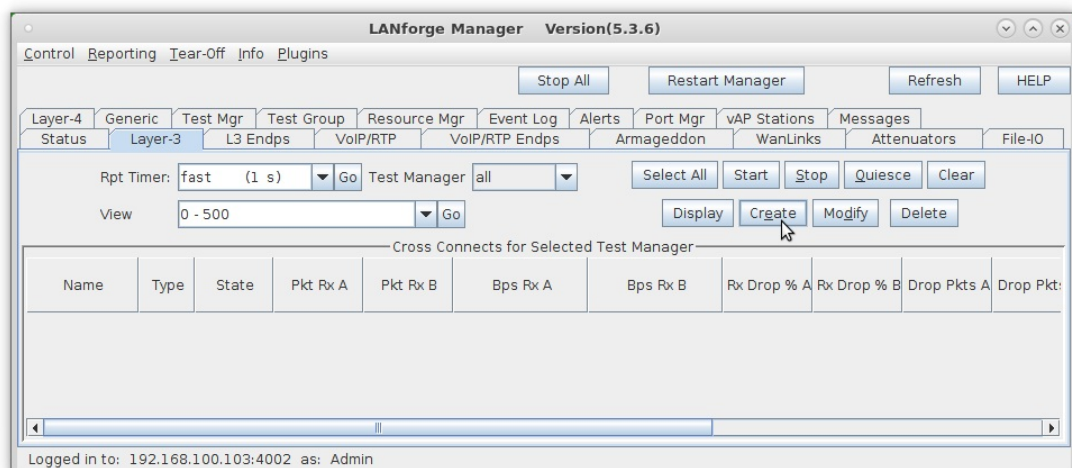 LANforge Manager Version(5.3.6)
Control Reporting Tear-Off Info Plugins
Stop All Restart Manager Refresh HELP
Layer-4 Generic Test Mgr Test Group Resource Mgr Event Log Alerts Port Mgr vAP Stations Messages
Status Layer-3 L3 Endps VoIP/RTP VoIP/RTP Endps Armageddon WanLinks Attenuators File-IO
Rpt Timer: fast (1 s) Go Test Manager all Select All Start Stop Quiesce Clear
View 0 - 500 Go Display Create Modify Delete
Cross Connects for Selected Test Manager
Name Type State Pkt Rx A Pkt Rx B Bps Rx A Bps Rx B Rx Drop % A Rx Drop % B Drop Pkts A Drop Pkts
Logged in to: 192.168.100.103:4002 as: Admin